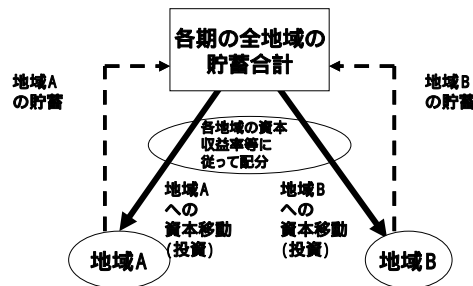 各期の全地域の
貯蓄合計
地域A
の貯蓄
地域B
の貯蓄
各地域の資本
収益率等に
従って配分
地域A
への
資本移動
(投資)
地域B
への
資本移動
(投資)
地域A
地域B